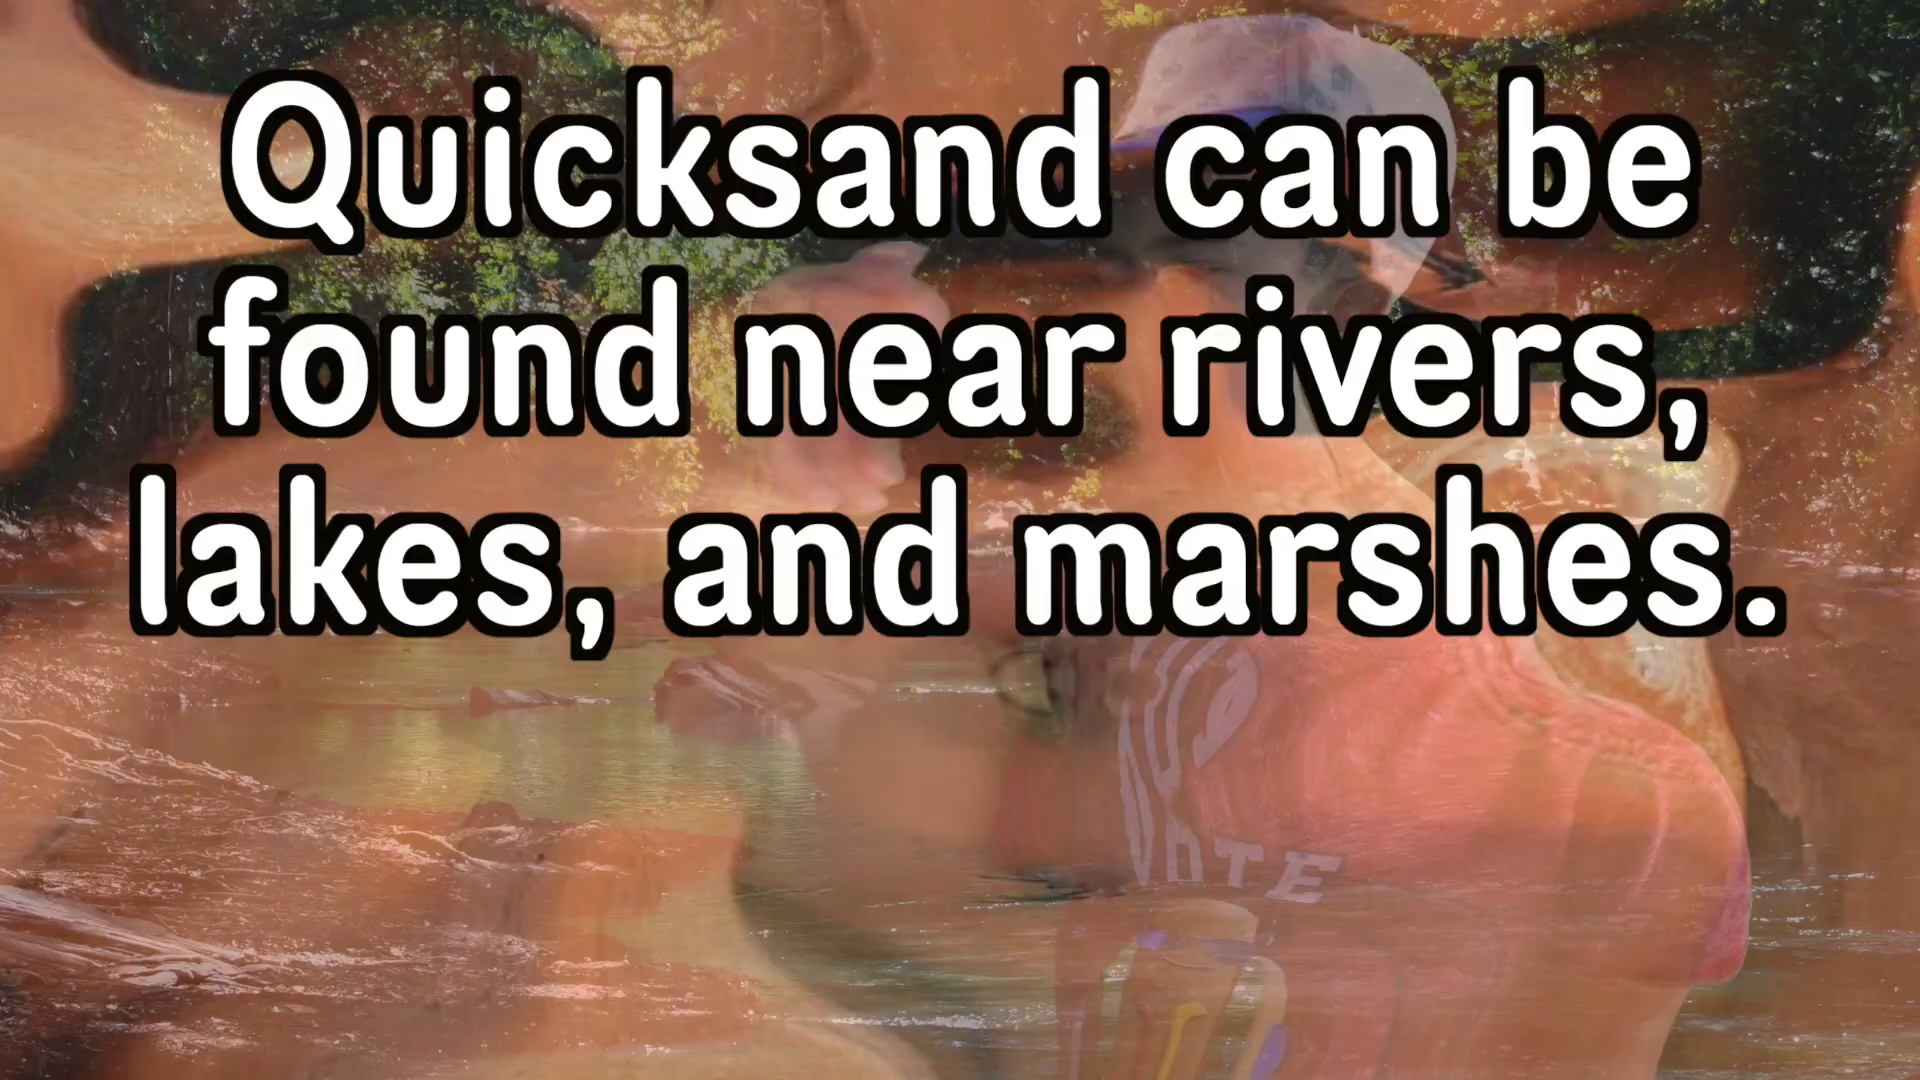 Quicksand can be
found near rivers,
lakes, and marshes.